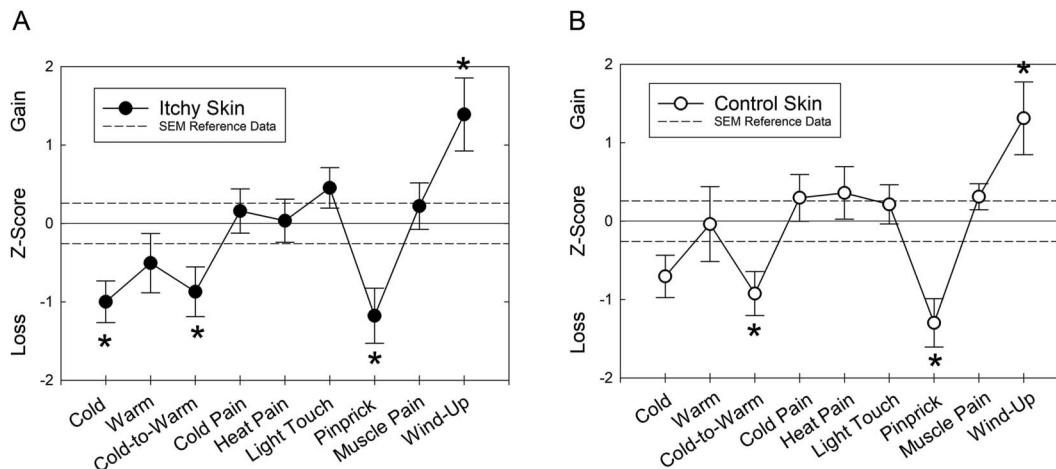 A
B
2
1
0
-1
-2
Gain
Z-Score
Loss
Itchy Skin
SEM Reference Data
*
*
*
*
Cold
Warm
Cold-to-Warm
Cold Pain
Heat Pain
Light Touch
Pinprick
Muscle Pain
Wind-Up
2
1
0
-1
-2
Gain
Z-Score
Loss
Control Skin
SEM Reference Data
*
*
*
Cold
Warm
Cold-to-Warm
Cold Pain
Heat Pain
Light Touch
Pinprick
Muscle Pain
Wind-Up